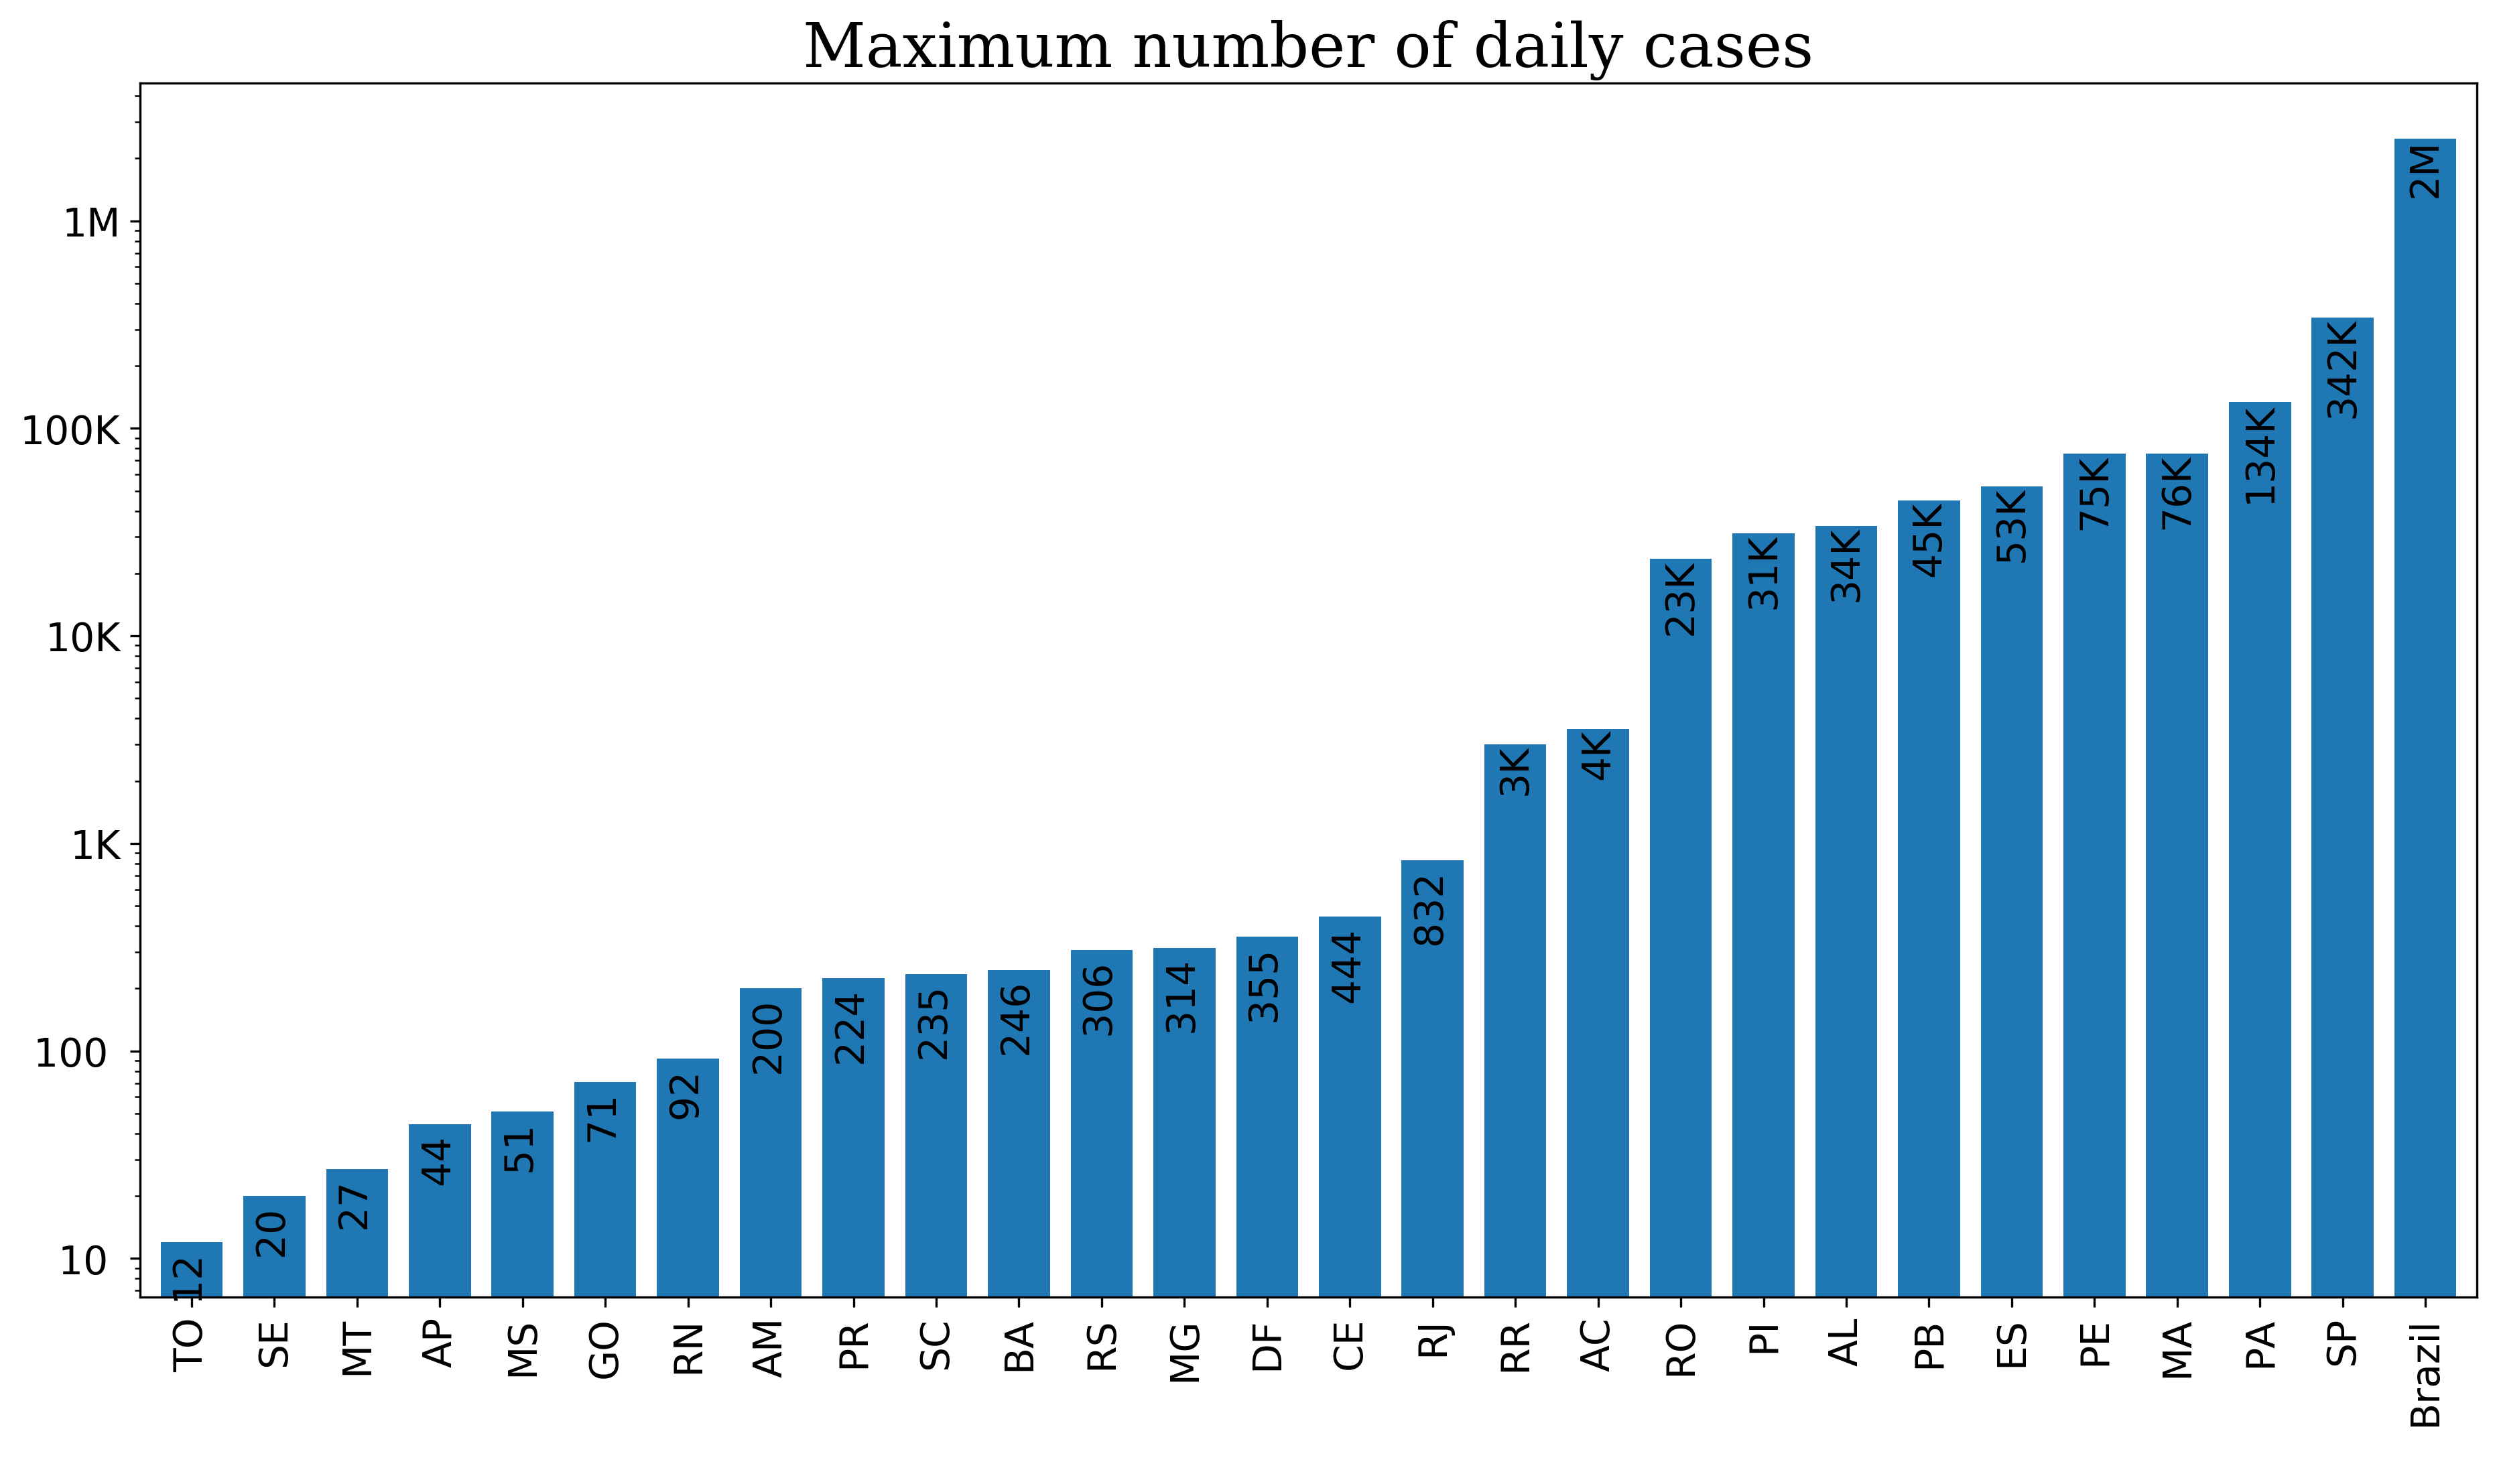 Maximum number of daily cases
1M
100K
10K
1K
100
10
12
20
27
44
51
71
92
200
224
235
246
306
314
355
444
832
3K
4K
23K
31K
34K
45K
53K
75K
76K
134K
342K
2M
TO
SE
MT
AP
MS
GO
RN
AM
PR
SC
BA
RS
MG
DF
CE
RJ
RR
AC
RO
PI
AL
PB
ES
PE
MA
PA
SP
Brazil